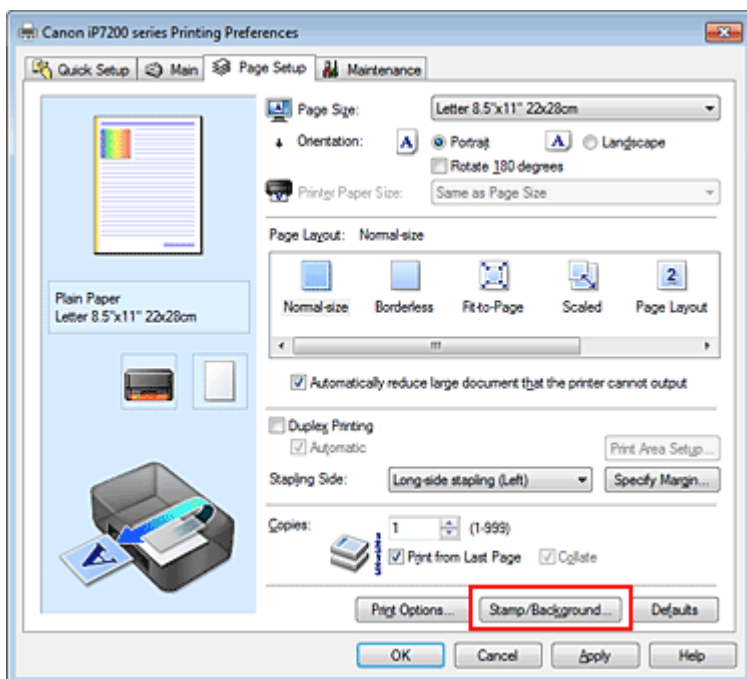 Canon iP7200 series Printing Preferences
Quick Setup Main Page Setup Maintenance
Page Size: Letter 8.5"x11" 22x28cm
Orientation: A Portrait A Landscape
Rotate 180 degrees
Printer Paper Size: Same as Page Size
Page Layout: Normal-size
2
Normal-size Borderless Fit-to-Page Scaled Page Layout
Plain Paper
Letter 8.5"x11" 22x28cm
Automatically reduce large document that the printer cannot output
Duplex Printing
Automatic Print Area Setup...
Stapling Side: Long-side stapling (Left) Specify Margin...
Copies: 1 (1-999)
Print from Last Page Collate
A
Print Options... Stamp/Background... Defaults
OK Cancel Apply Help